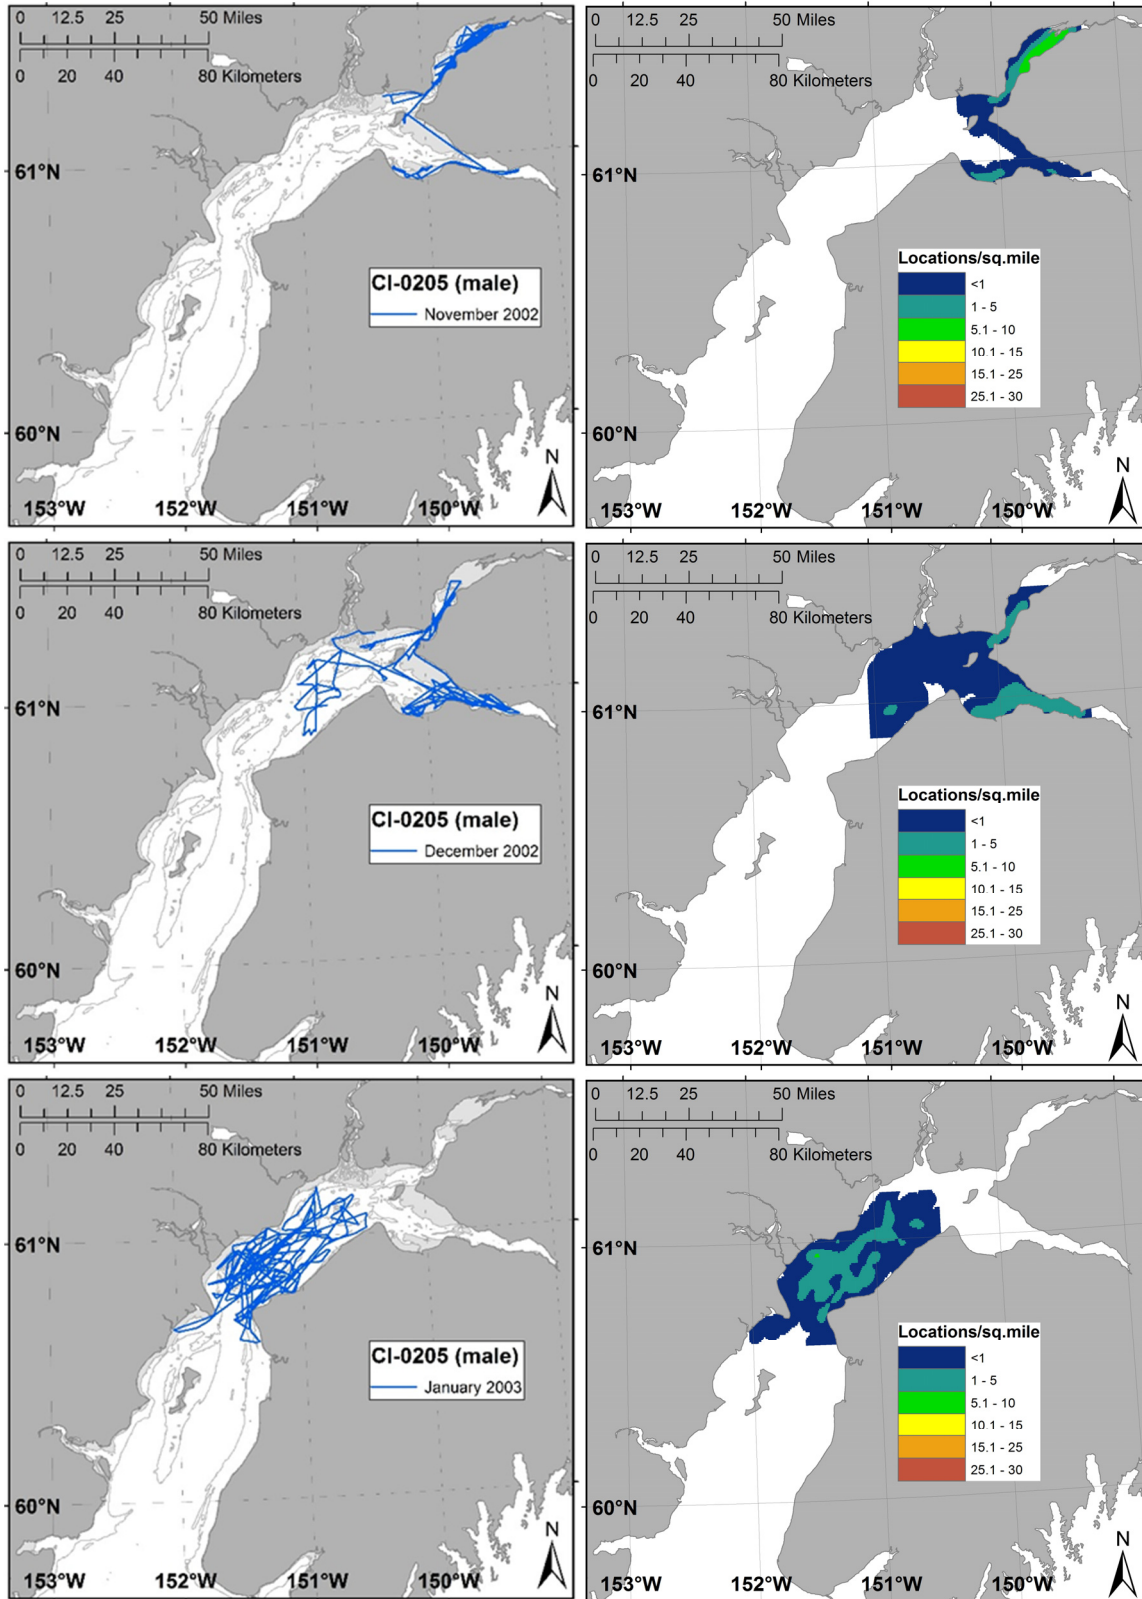 0 12.5 25 50 Miles
0 20 40 80 Kilometers
61°N
60°N
153°W 152°W 151°W 150°W
N
CI-0205 (male)
November 2002
0 12.5 25 50 Miles
0 20 40 80 Kilometers
61°N
60°N
153°W 152°W 151°W 150°W
N
Locations/sq.mile
<1
1 - 5
5.1 - 10
10.1 - 15
15.1 - 25
25.1 - 30
0 12.5 25 50 Miles
0 20 40 80 Kilometers
61°N
60°N
153°W 152°W 151°W 150°W
N
CI-0205 (male)
December 2002
0 12.5 25 50 Miles
0 20 40 80 Kilometers
61°N
60°N
153°W 152°W 151°W 150°W
N
Locations/sq.mile
<1
1 - 5
5.1 - 10
10.1 - 15
15.1 - 25
25.1 - 30
0 12.5 25 50 Miles
0 20 40 80 Kilometers
61°N
60°N
153°W 152°W 151°W 150°W
N
CI-0205 (male)
January 2003
0 12.5 25 50 Miles
0 20 40 80 Kilometers
61°N
60°N
153°W 152°W 151°W 150°W
N
Locations/sq.mile
<1
1 - 5
5.1 - 10
10.1 - 15
15.1 - 25
25.1 - 30